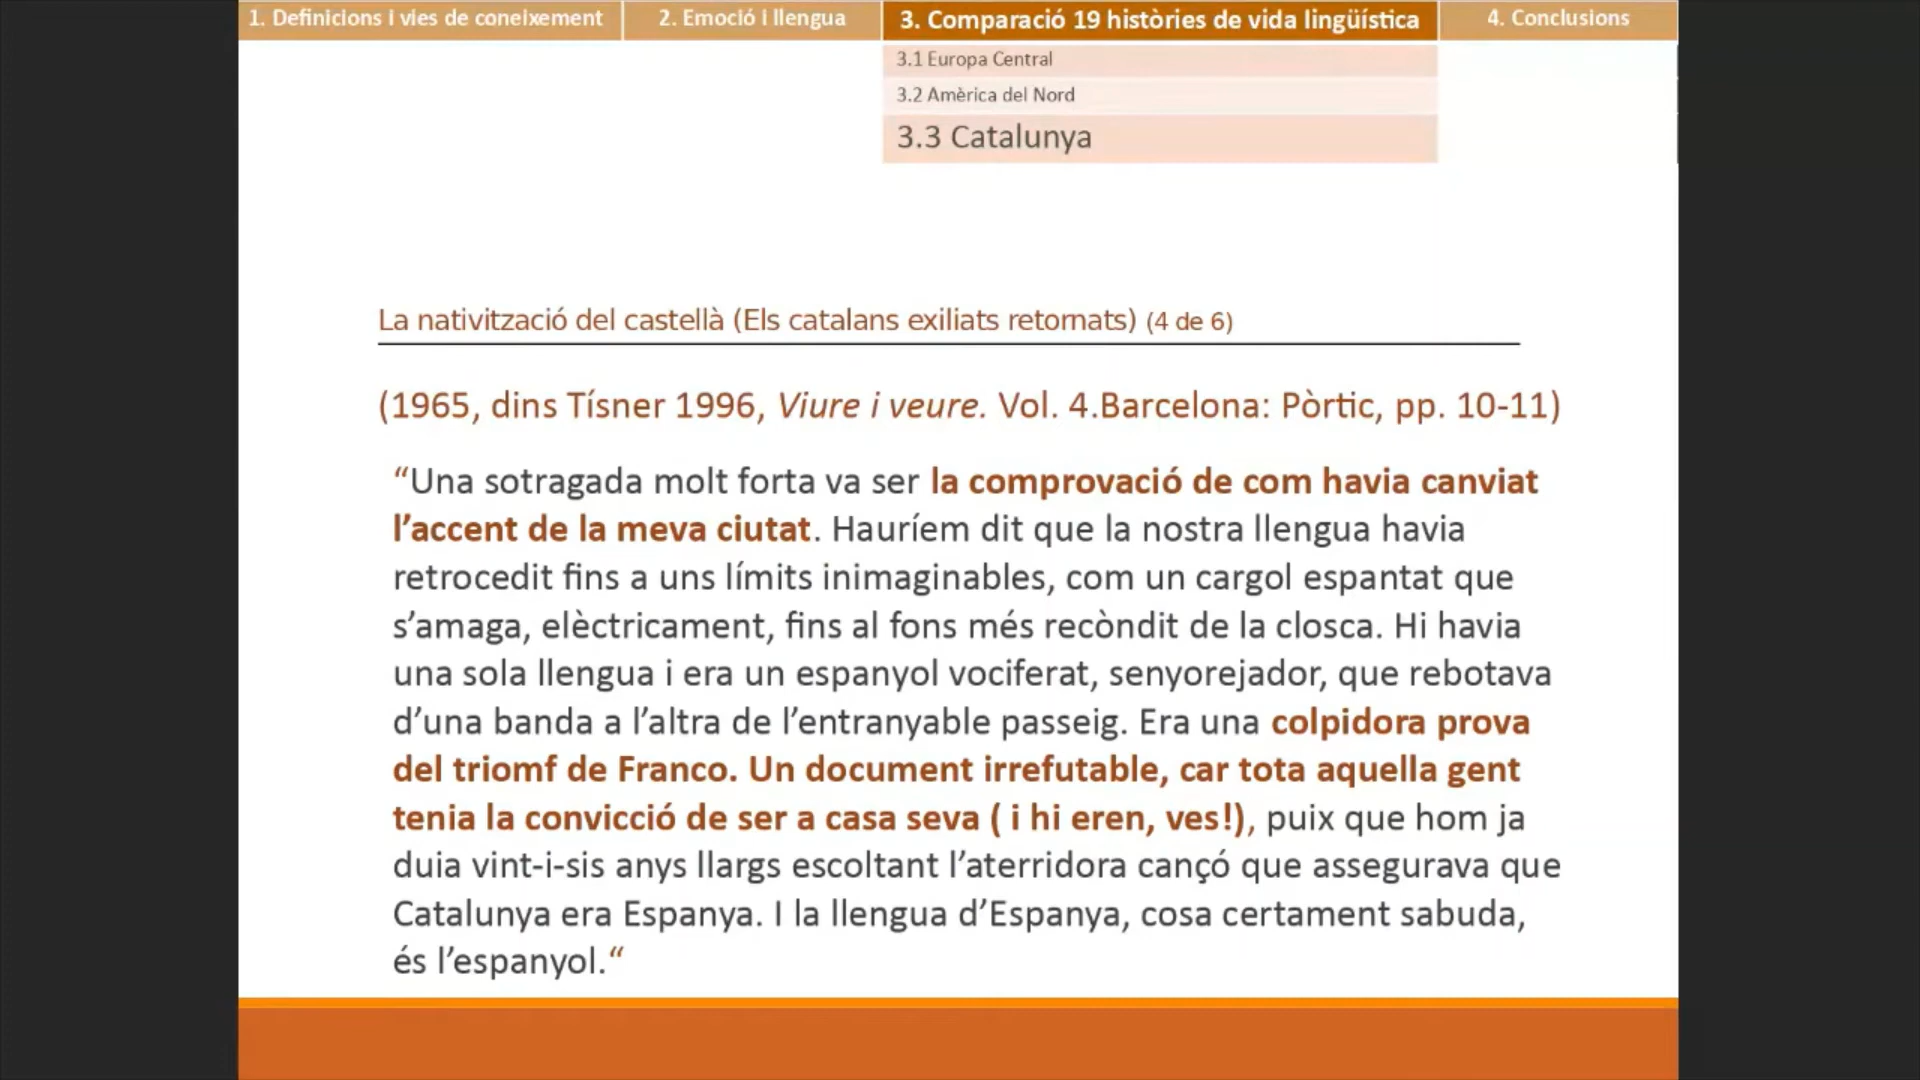 1. Definicions i vies de coneixement
2. Emoció i llengua
3. Comparació 19 històries de vida lingüística
4. Conclusions
3.1 Europa Central
3.2 Amèrica del Nord
3.3 Catalunya
La nativització del castellà (Els catalans exiliats retornats) (4 de 6)
(1965, dins Tísner 1996, Viure i veure. Vol. 4.Barcelona: Pòrtic, pp. 10-11)
“Una sotragada molt forta va ser la comprovació de com havia canviat
l’accent de la meva ciutat. Hauríem dit que la nostra llengua havia
retrocedit fins a uns límits inimaginables, com un cargol espantat que
s’amaga, elèctricament, fins al fons més recòndit de la closca. Hi havia
una sola llengua i era un espanyol vociferat, senyorejador, que rebotava
d’una banda a l’altra de l’entranyable passeig. Era una colpidora prova
del triomf de Franco. Un document irrefutable, car tota aquella gent
tenia la convicció de ser a casa seva ( i hi eren, ves!), puix que hom ja
duia vint-i-sis anys llargs escoltant l’aterridora cançó que assegurava que
Catalunya era Espanya. I la llengua d’Espanya, cosa certament sabuda,
és l’espanyol.“